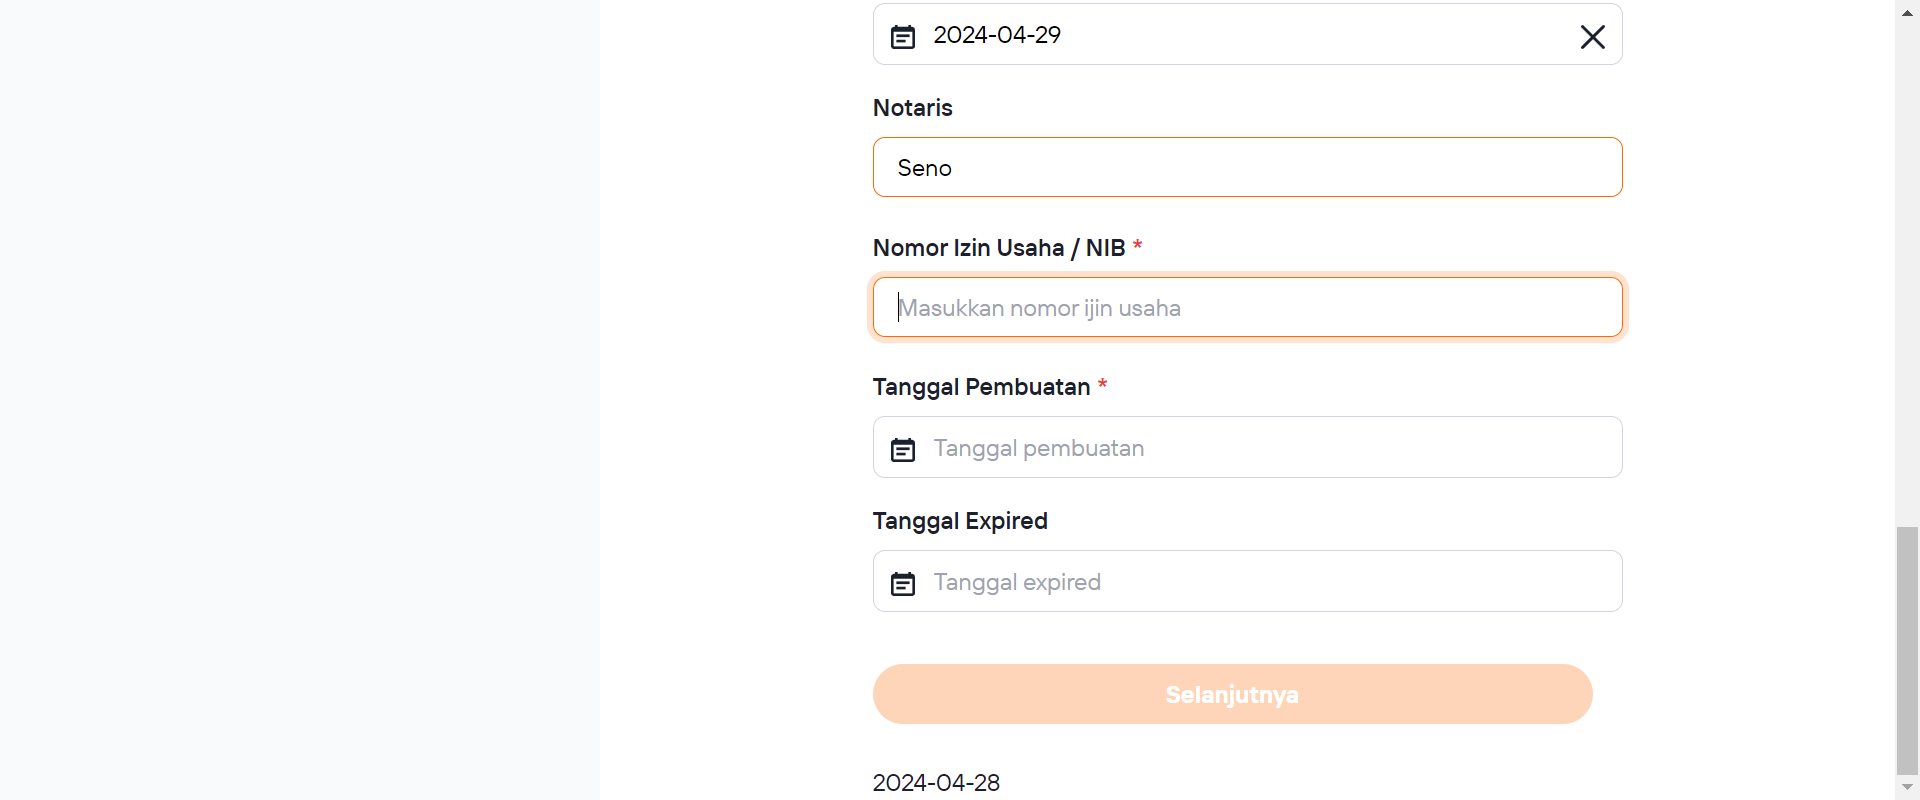 2024-04-29
Notaris
Seno
Nomor Izin Usaha / NIB *
Masukkan nomor ijin usaha
Tanggal Pembuatan *
Tanggal pembuatan
Tanggal Expired
Tanggal expired
Selanjutnya
2024-04-28